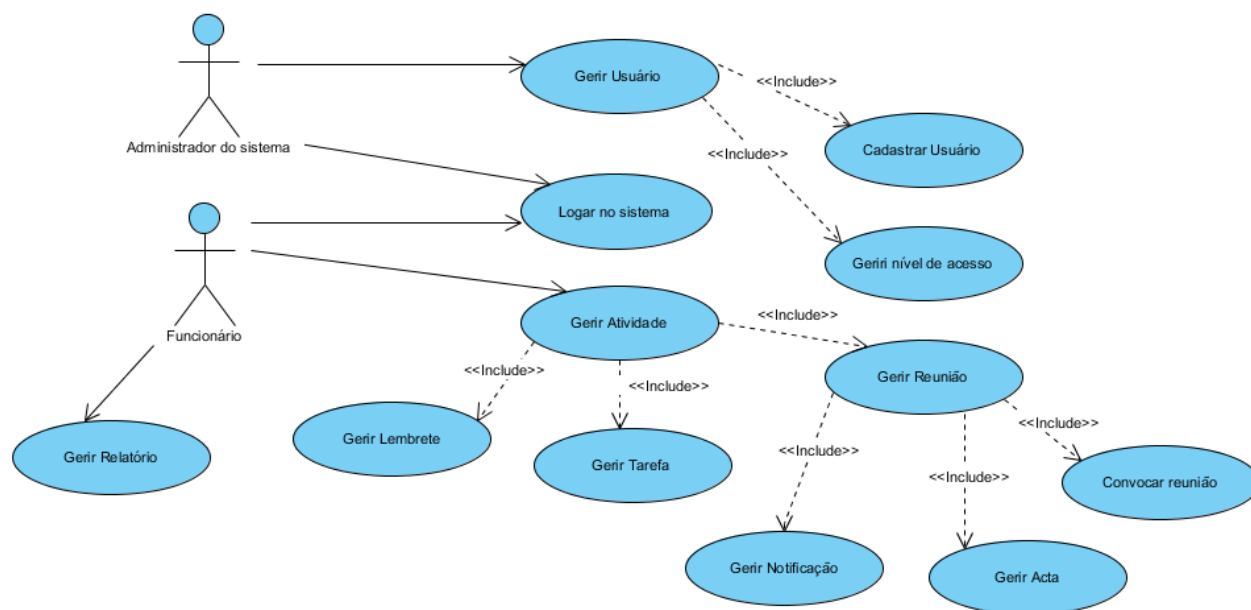 Gerir Usuário
<<Include>>
Cadastrar Usuário
Administrador do sistema
<<Include>>
Logar no sistema
Geriri nível de acesso
Funcionário
Gerir Atividade
<<Include>>
<<Include>>
<<Include>>
Gerir Reunião
Gerir Relatório
Gerir Lembrete
Gerir Tarefa
<<Include>>
<<Include>>
<<Include>>
Convocar reunião
Gerir Notificação
Gerir Acta